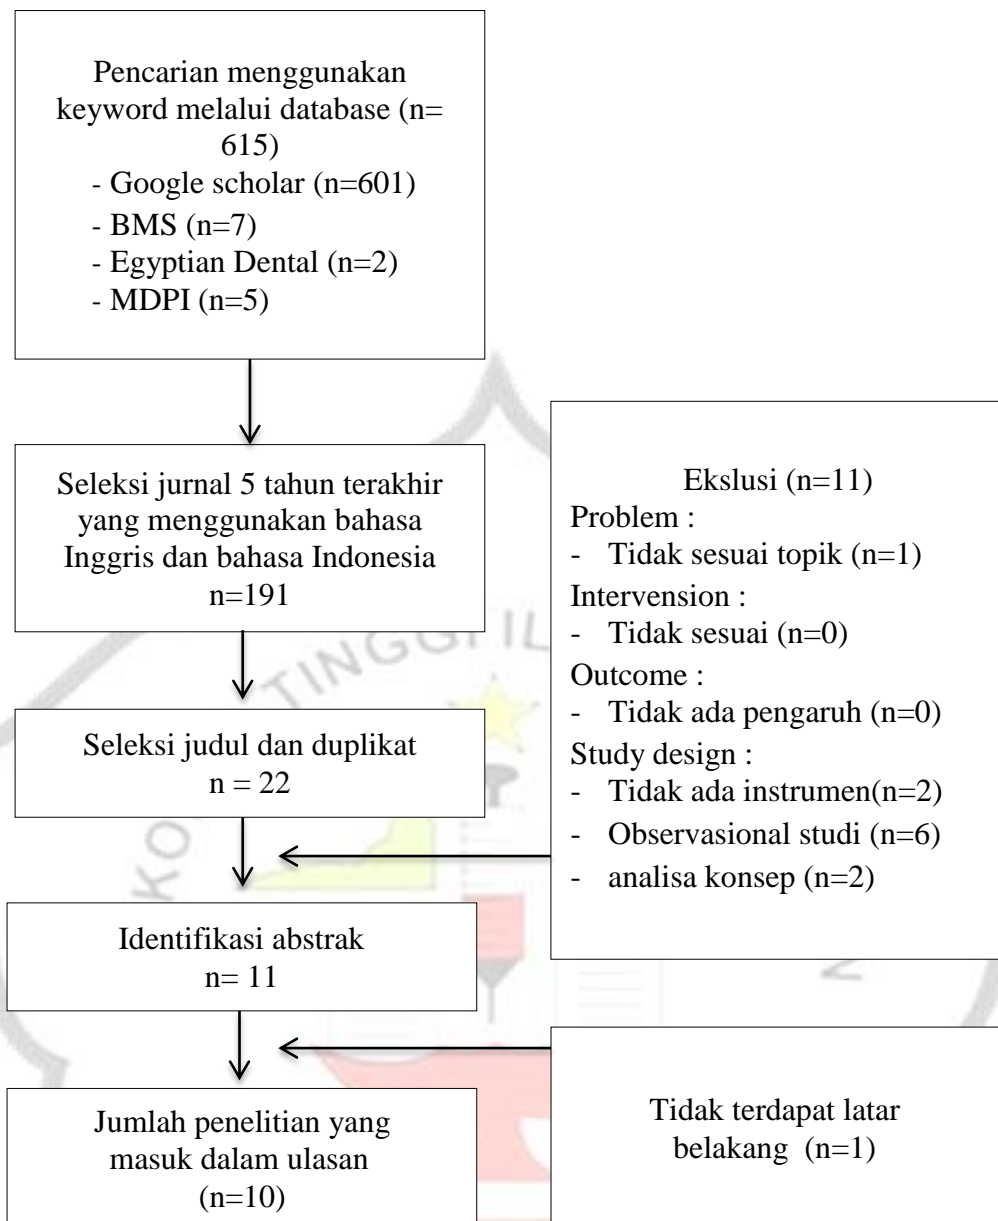 Pencarian menggunakan
keyword melalui database (n=
615)
- Google scholar (n=601)
- BMS (n=7)
- Egyptian Dental (n=2)
- MDPI (n=5)
Seleksi jurnal 5 tahun terakhir
yang menggunakan bahasa
Inggris dan bahasa Indonesia
n=191
Seleksi judul dan duplikat
n = 22
Ekslusi (n=11)
Problem :
- Tidak sesuai topik (n=1)
Intervension :
- Tidak sesuai (n=0)
Outcome :
- Tidak ada pengaruh (n=0)
Study design :
- Tidak ada instrumen(n=2)
- Observasional studi (n=6)
- analisa konsep (n=2)
Identifikasi abstrak
n= 11
Jumlah penelitian yang
masuk dalam ulasan
(n=10)
Tidak terdapat latar
belakang (n=1)
TINGGI